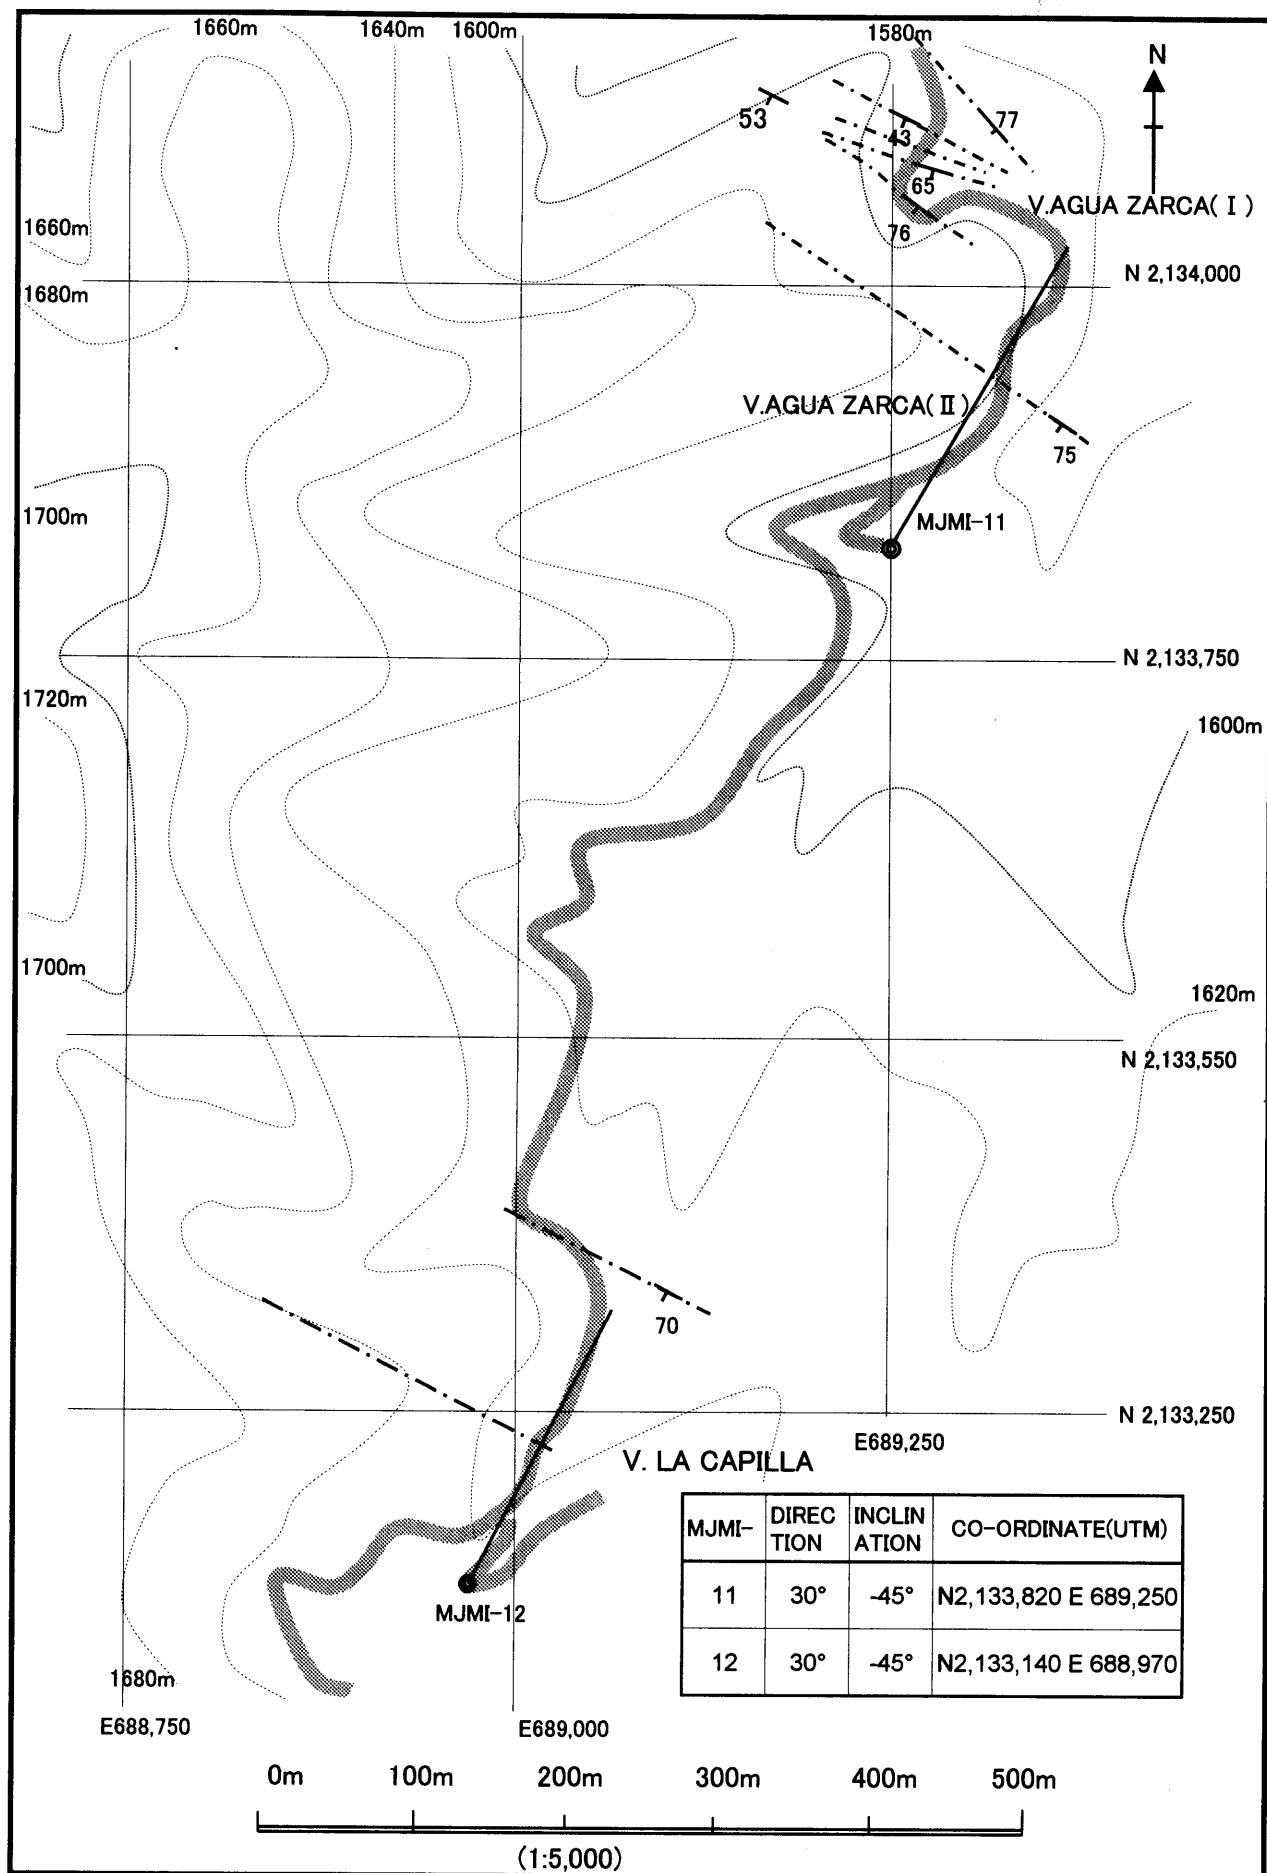 1660m
1640m
1600m
1580m
N
53
43
77
65
76
V.AGUA ZARCA(Ⅰ)
1660m
1680m
N 2,134,000
V.AGUA ZARCA(Ⅱ)
75
1700m
MJMI-11
N 2,133,750
1720m
1600m
1700m
1620m
N 2,133,550
70
N 2,133,250
E689,250
V. LA CAPILLA
MJMI-
DIREC
TION
INCLIN
ATION
CO-ORDINATE(UTM)
11
30°
-45°
N2,133,820 E 689,250
12
30°
-45°
N2,133,140 E 688,970
MJMI-12
1680m
E688,750
E689,000
0m
100m
200m
300m
400m
500m
(1:5,000)